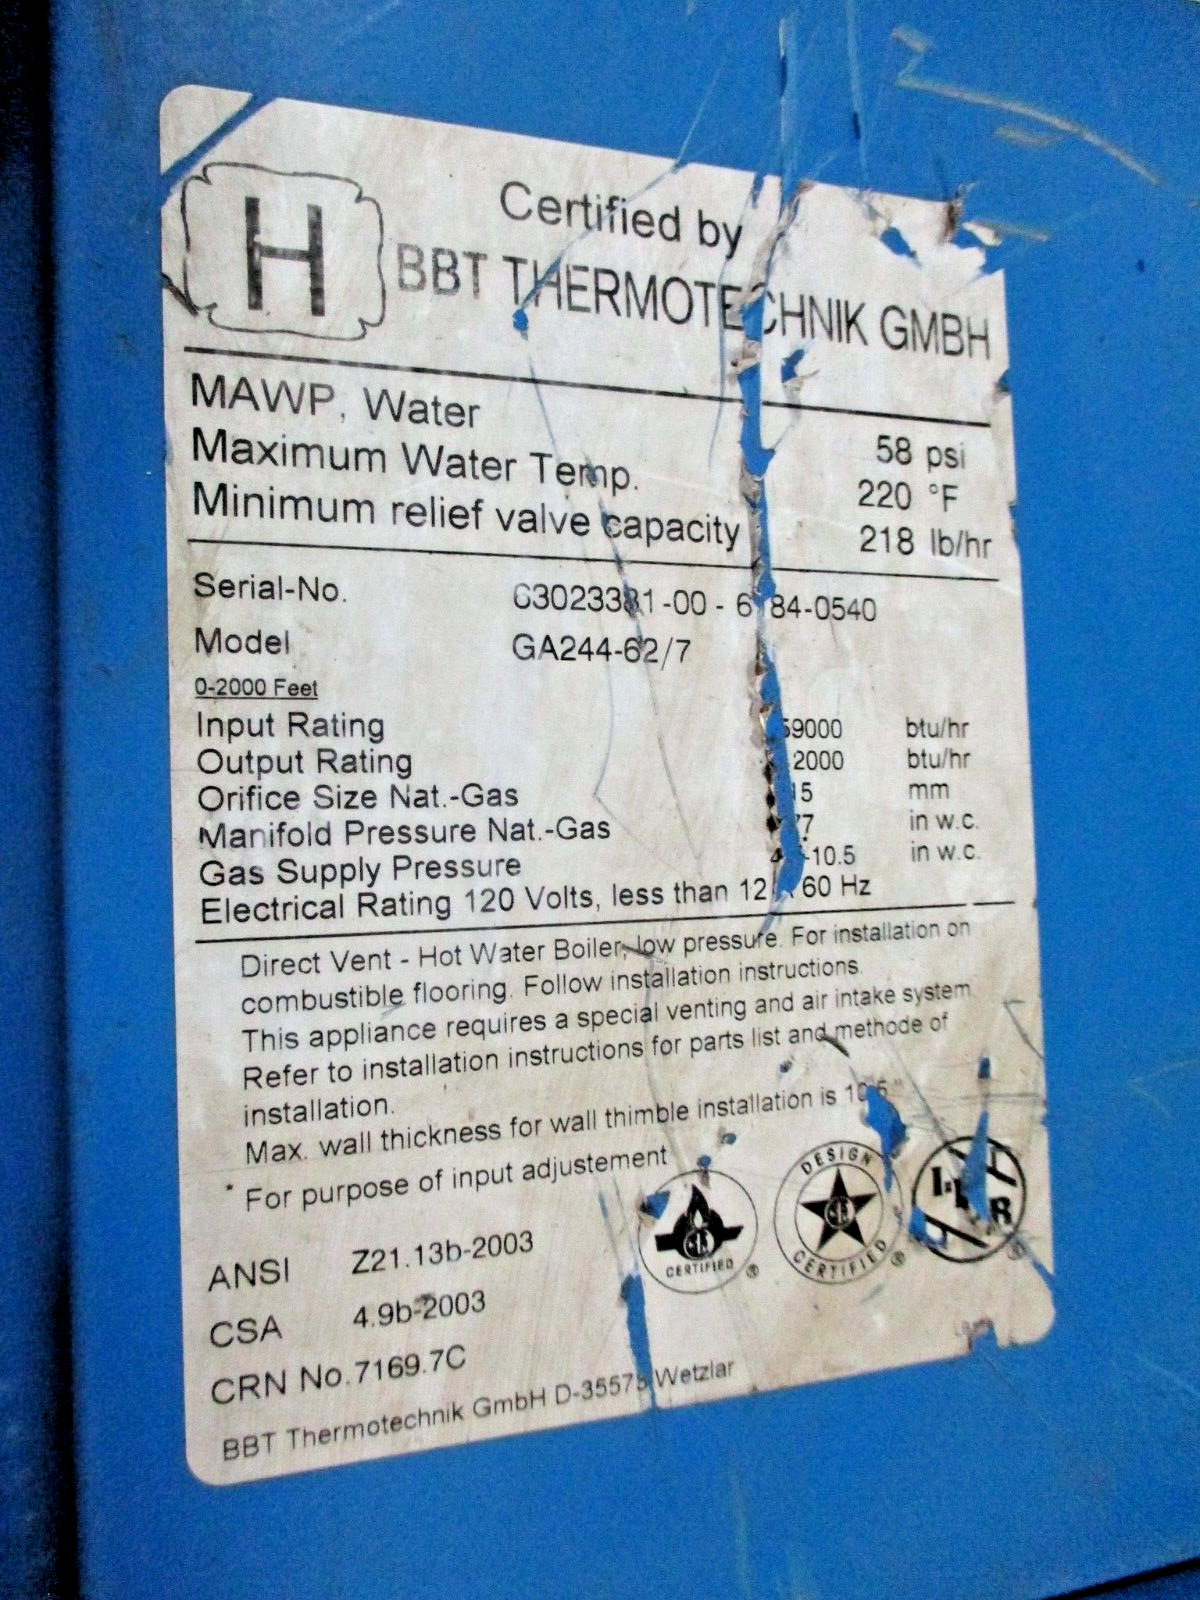 H
Certified by
BBT THERMOTECHNIK GMBH
MAWP, Water 58 psi
Maximum Water Temp. 220 °F
Minimum relief valve capacity 218 lb/hr
Serial-No. 84-0540
Model GA244-62/7
0-2000 Feet
Input Rating btu/hr
Output Rating btu/hr
Orifice Size Nat.-Gas mm
Manifold Pressure Nat.-Gas in w.c.
Gas Supply Pressure -10.5 in w.c.
Electrical Rating 120 Volts, less than 12 60 Hz
Direct Vent - Hot Water Boiler, low pressure. For installation on
combustible flooring. Follow installation instructions.
This appliance requires a special venting and air intake system
Refer to installation instructions for parts list and methode of
installation.
Max. wall thickness for wall thimble installation is
* For purpose of input adjustement
CERTIFIED ®
DESIGN CERTIFIED ®
ANSI Z21.13b-2003
CSA 4.9b-2003
CRN No.7169.7C
BBT Thermotechnik GmbH Wetzlar